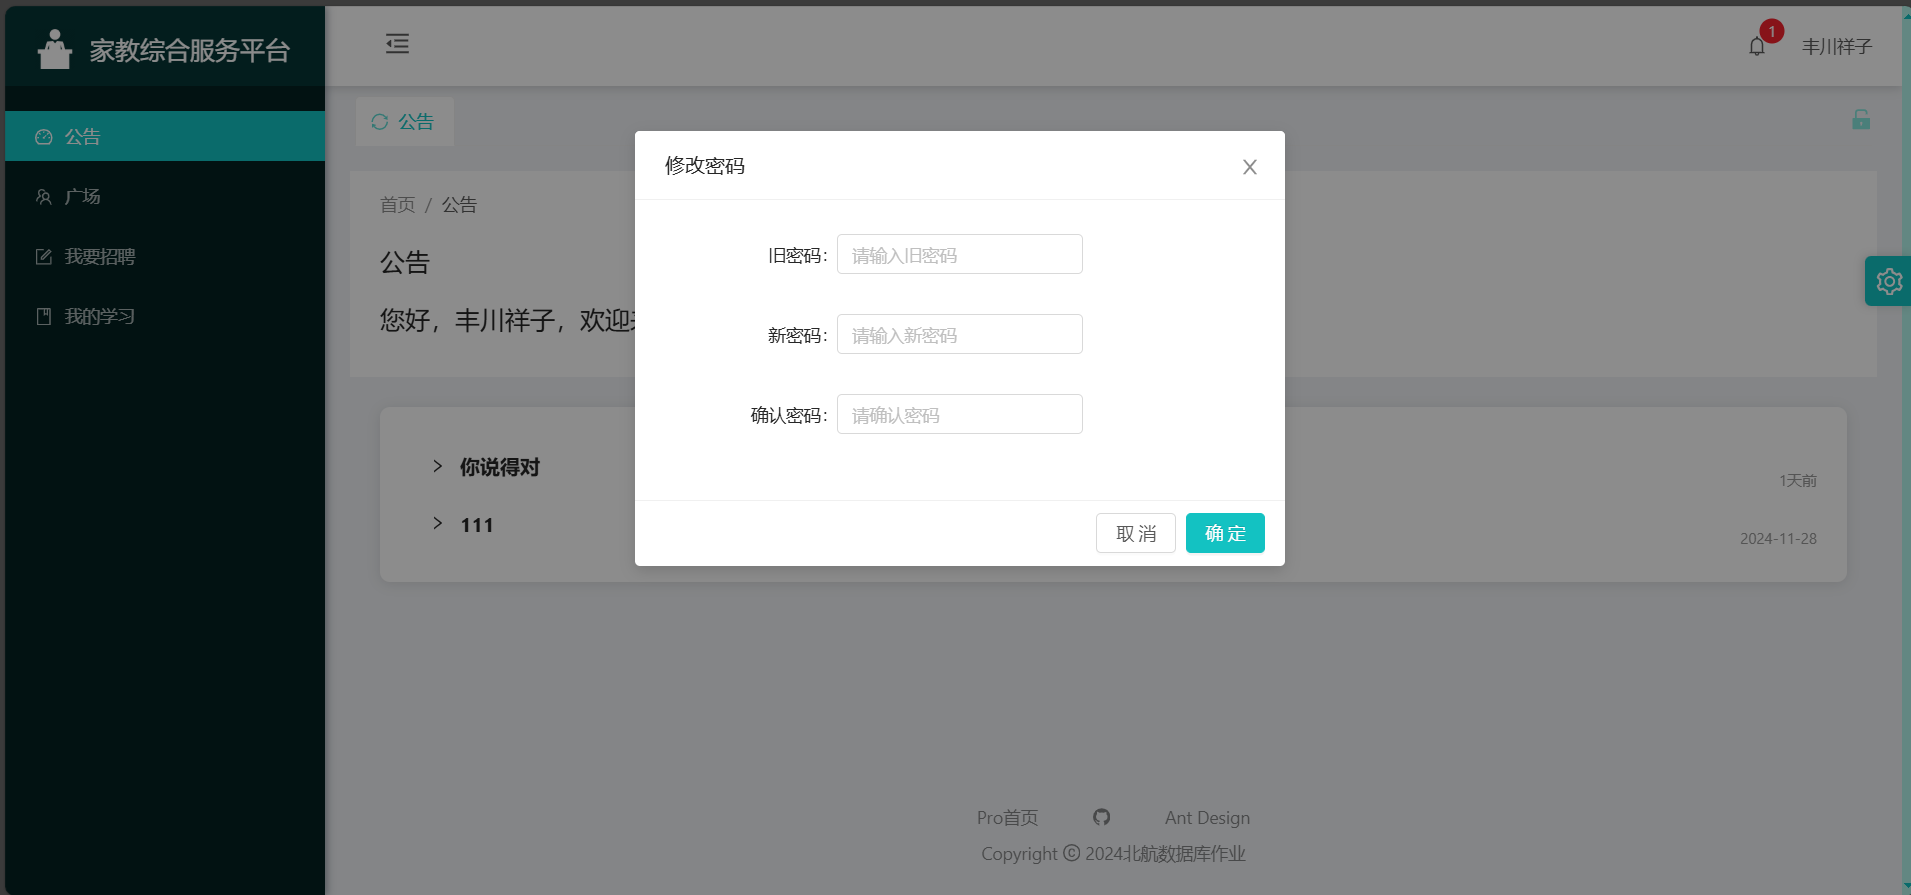 家教综合服务平台
1
丰川祥子
公告
广场
我要招聘
我的学习
公告
首页 / 公告
公告
您好，丰川祥子，欢迎
修改密码
旧密码:
请输入旧密码
新密码:
请输入新密码
确认密码:
请确认密码
取 消
确 定
你说得对
1天前
111
2024-11-28
Pro首页
Ant Design
Copyright © 2024北航数据库作业